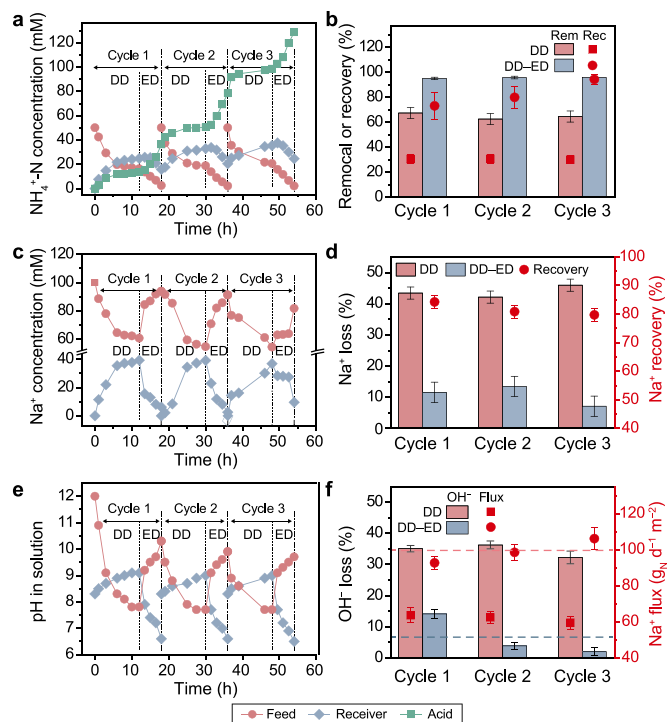 a
NH₄⁺-N concentration (mM)
120
100
80
60
40
20
0
Cycle 1
Cycle 2
Cycle 3
DD
ED
DD
ED
DD
ED
0 10 20 30 40 50 60
Time (h)
b
Remocal or recovery (%)
120
100
80
60
40
20
0
Rem Rec
DD
DD–ED
Cycle 1 Cycle 2 Cycle 3
c
Na⁺ concentration (mM)
120
100
80
60
40
20
0
Cycle 1
Cycle 2
Cycle 3
DD
ED
DD
ED
DD
ED
0 10 20 30 40 50 60
Time (h)
d
Na⁺ loss (%)
50
40
30
20
10
0
DD
DD–ED
Recovery
Na⁺ recovery (%)
100
90
80
70
60
50
40
Cycle 1 Cycle 2 Cycle 3
e
pH in solution
13
12
11
10
9
8
7
6
Cycle 1
Cycle 2
Cycle 3
DD
ED
DD
ED
DD
ED
0 10 20 30 40 50 60
Time (h)
f
OH⁻ loss (%)
50
40
30
20
10
0
OH⁻ Flux
DD
DD–ED
Na⁺ flux (g_N d⁻¹ m⁻²)
120
100
80
60
40
Cycle 1 Cycle 2 Cycle 3
Feed Receiver Acid